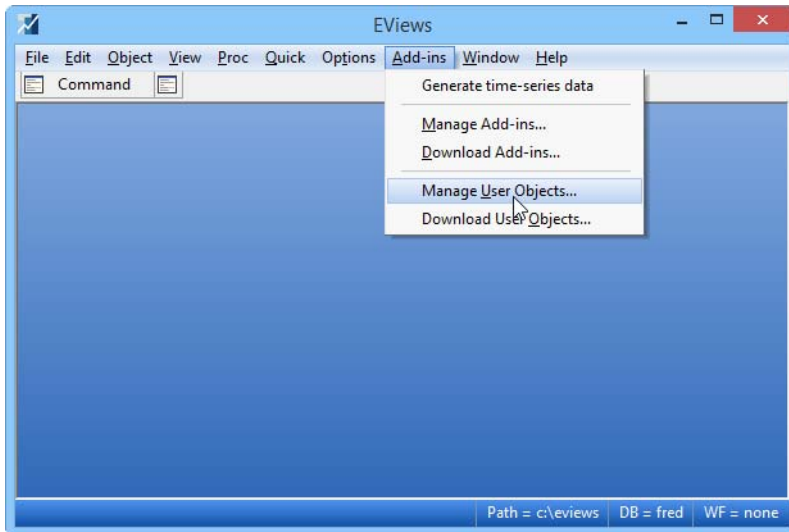 EViews
File Edit Object View Proc Quick Options Add-ins Window Help
Command
Generate time-series data
Manage Add-ins...
Download Add-ins...
Manage User Objects...
Download User Objects...
Path = c:\eviews DB = fred WF = none